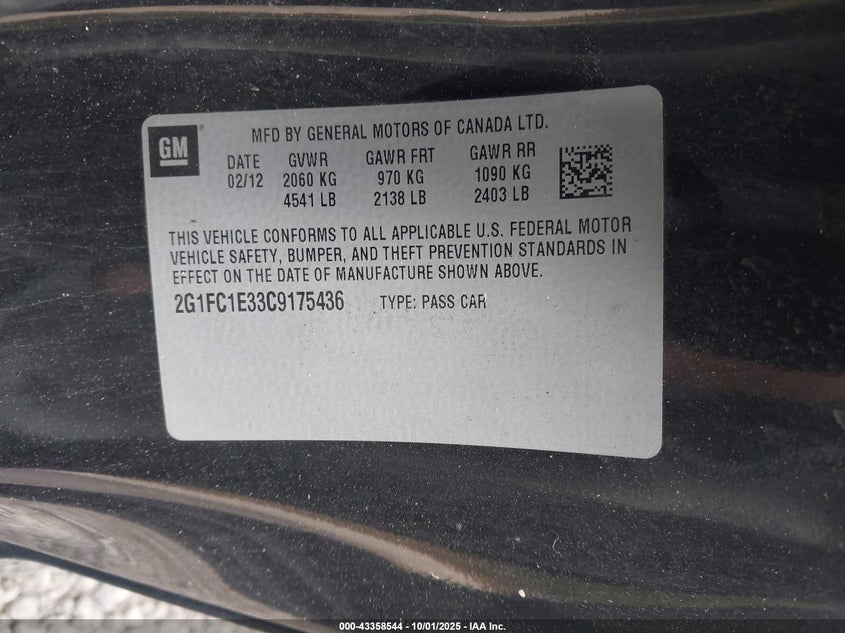 GM
MFD BY GENERAL MOTORS OF CANADA LTD.
DATE GVWR GAWR FRT GAWR RR
02/12 2060 KG 970 KG 1090 KG
4541 LB 2138 LB 2403 LB
THIS VEHICLE CONFORMS TO ALL APPLICABLE U.S. FEDERAL MOTOR
VEHICLE SAFETY, BUMPER, AND THEFT PREVENTION STANDARDS IN
EFFECT ON THE DATE OF MANUFACTURE SHOWN ABOVE.
2G1FC1E33C9175436 TYPE: PASS CAR
000-43358544 - 10/01/2025 - IAA Inc.